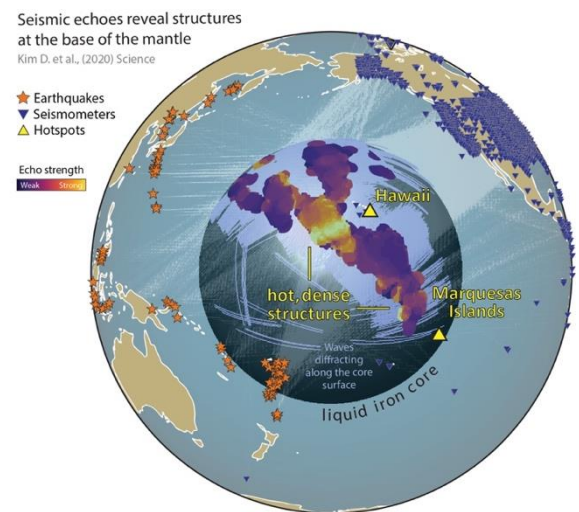 Seismic echoes reveal structures
at the base of the mantle
Kim D. et al., (2020) Science
Earthquakes
Seismometers
Hotspots
Echo strength
Weak Strong
Hawaii
hot, dense
structures
Marquesas
Islands
Waves
diffracting
along the core
surface
liquid iron core